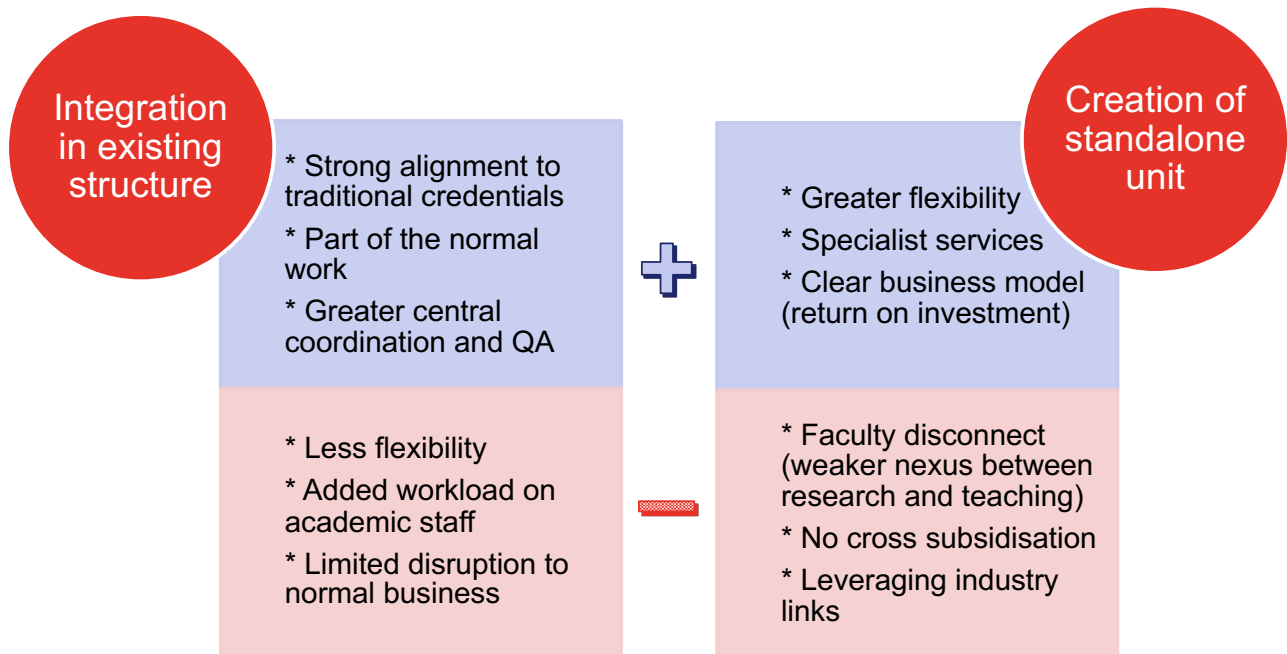 Integration
in existing
structure
* Strong alignment to
traditional credentials
* Part of the normal
work
* Greater central
coordination and QA
* Less flexibility
* Added workload on
academic staff
* Limited disruption to
normal business
Creation of
standalone
unit
* Greater flexibility
* Specialist services
* Clear business model
(return on investment)
* Faculty disconnect
(weaker nexus between
research and teaching)
* No cross subsidisation
* Leveraging industry
links